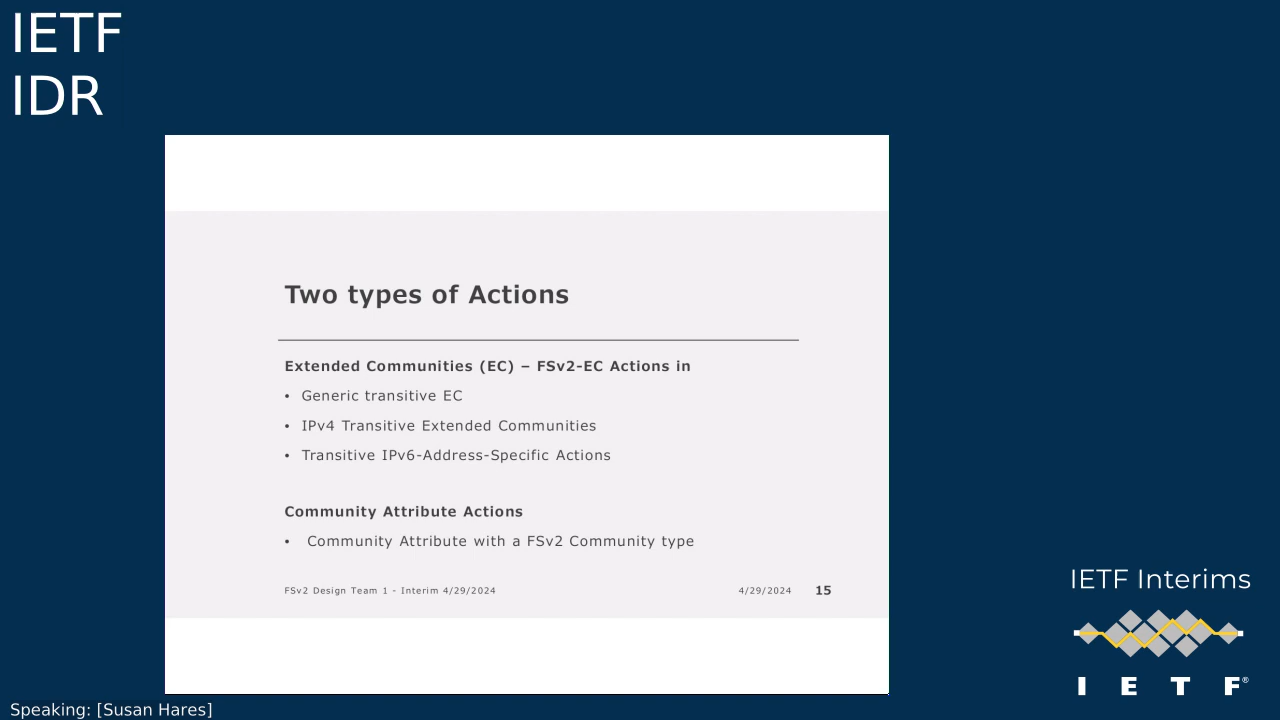 IETF
IDR
Two types of Actions
Extended Communities (EC) – FSv2-EC Actions in
• Generic transitive EC
• IPv4 Transitive Extended Communities
• Transitive IPv6-Address-Specific Actions
Community Attribute Actions
• Community Attribute with a FSv2 Community type
FSv2 Design Team 1 - Interim 4/29/2024
4/29/2024 15
IETF Interims
I E T F®
Speaking: [Susan Hares]